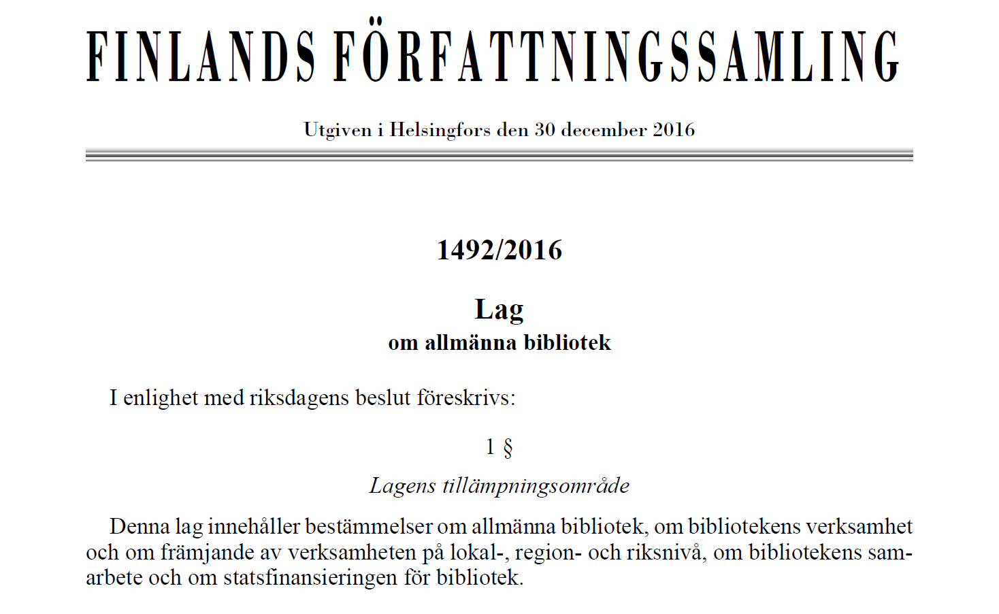 FINLANDS FÖRFATTNINGSSAMLING
Utgiven i Helsingfors den 30 december 2016
1492/2016
Lag
om allmänna bibliotek
I enlighet med riksdagens beslut föreskrivs:
1 §
Lagens tillämpningsområde
Denna lag innehåller bestämmelser om allmänna bibliotek, om bibliotekens verksamhet
och om främjande av verksamheten på lokal-, region- och riksnivå, om bibliotekens sam-
arbete och om statsfinansieringen för bibliotek.